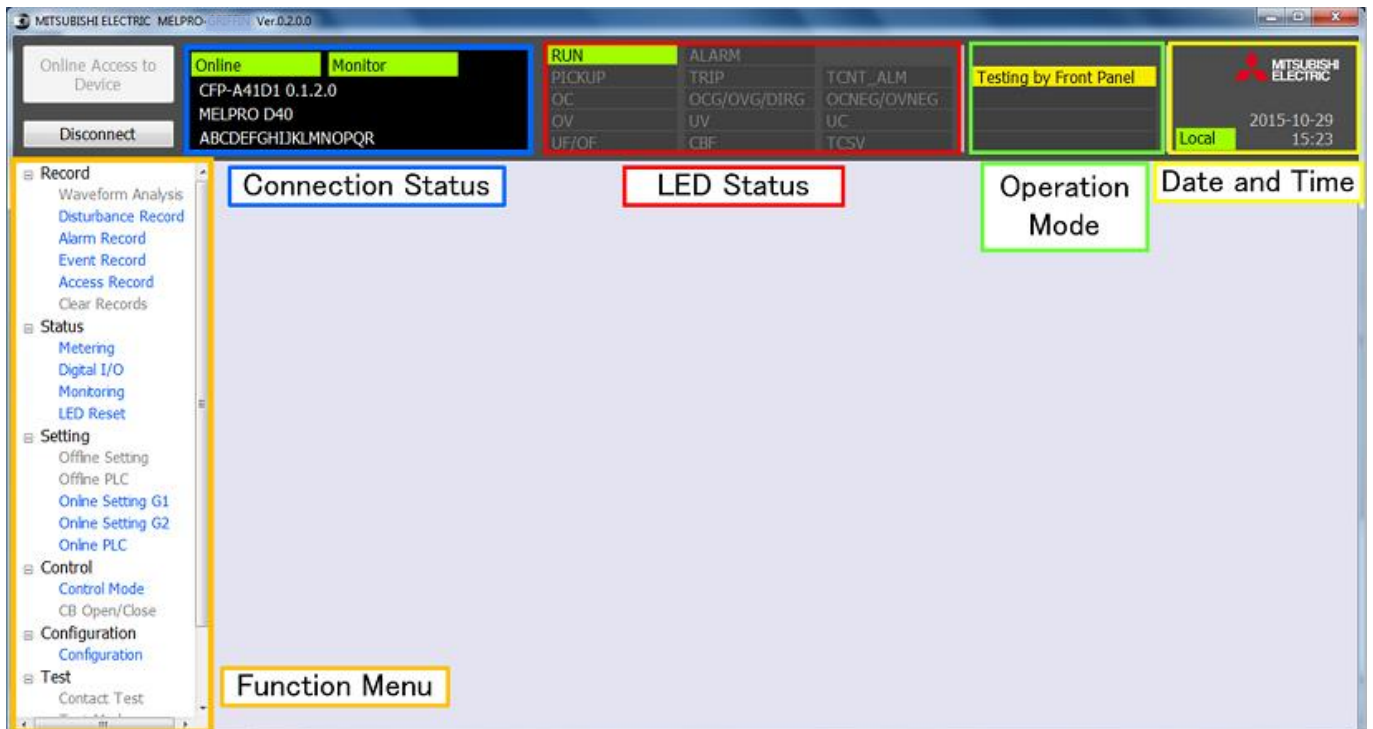 MITSUBISHI ELECTRIC MELPRO-GRIFFIN Ver.0.2.0.0
Online Access to
Device
Disconnect
Online Monitor
CFP-A41D1 0.1.2.0
MELPRO D40
ABCDEFGHIJKLMNOPQR
RUN ALARM
PICKUP TRIP TCNT_ALM
OC OCG/OVG/DIRG OCNEG/OVNEG
OV UV UC
UF/OF CBF TCSV
Testing by Front Panel
MITSUBISHI
ELECTRIC
2015-10-29
Local 15:23
Connection Status
LED Status
Operation
Mode
Date and Time
Record
Waveform Analysis
Disturbance Record
Alarm Record
Event Record
Access Record
Clear Records
Status
Metering
Digital I/O
Monitoring
LED Reset
Setting
Offline Setting
Offline PLC
Online Setting G1
Online Setting G2
Online PLC
Control
Control Mode
CB Open/Close
Configuration
Configuration
Test
Contact Test
Function Menu